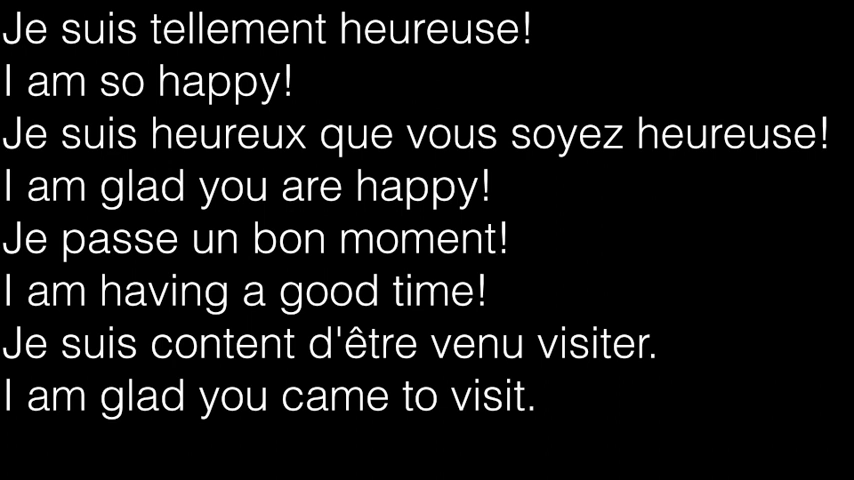 Je suis tellement heureuse!
I am so happy!
Je suis heureux que vous soyez heureuse!
I am glad you are happy!
Je passe un bon moment!
I am having a good time!
Je suis content d'être venu visiter.
I am glad you came to visit.